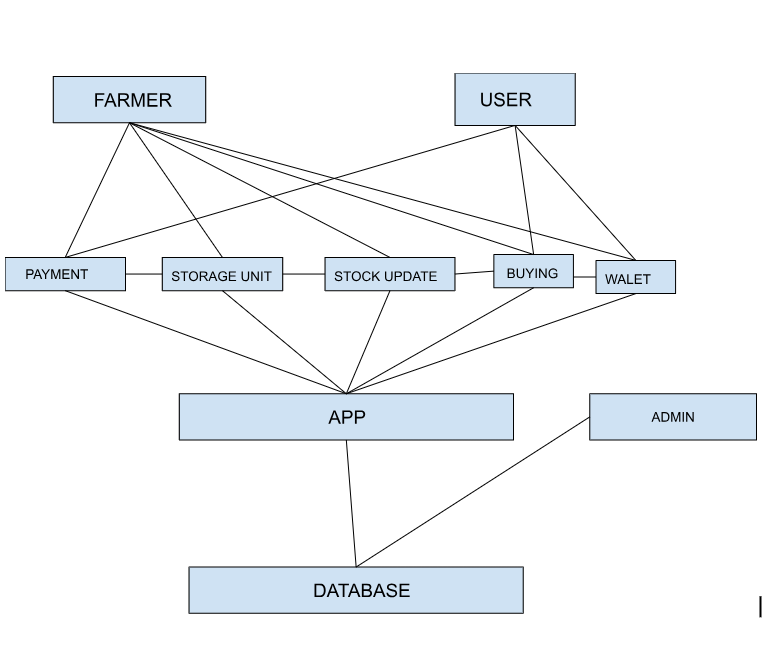 FARMER
USER
PAYMENT
STORAGE UNIT
STOCK UPDATE
BUYING
WALET
APP
ADMIN
DATABASE